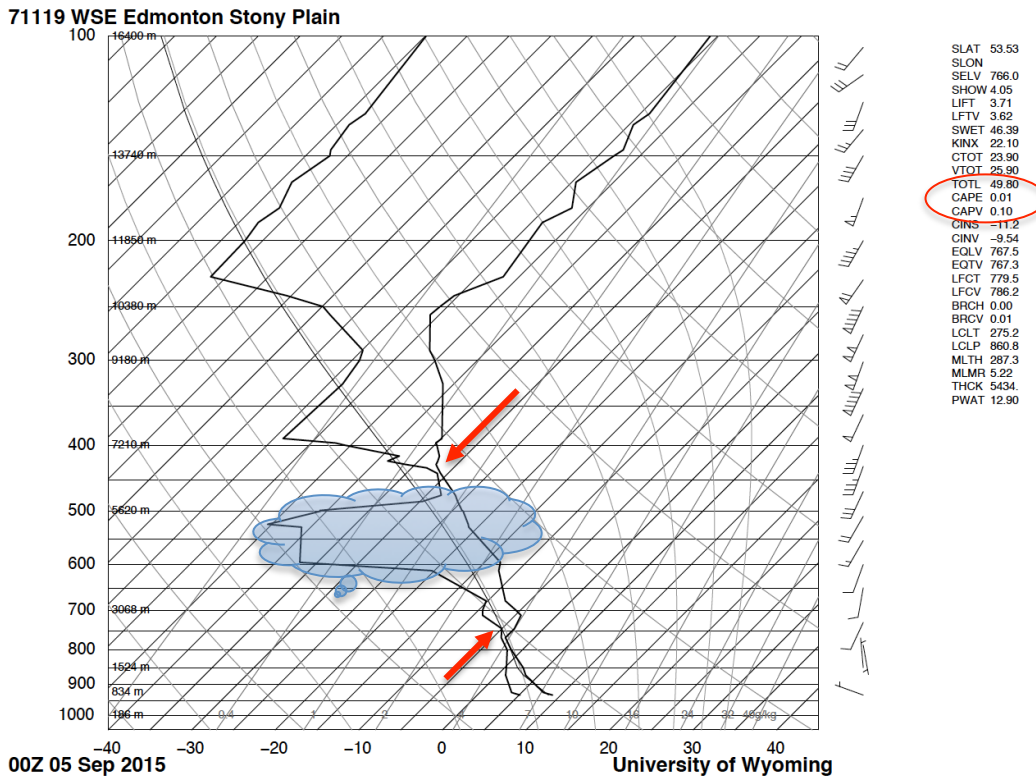 71119 WSE Edmonton Stony Plain
100
16400 m
13740 m
200
11850 m
10380 m
300
9180 m
400
7210 m
500
5620 m
600
700
3068 m
800
1524 m
900
834 m
1000
186 m
0.4 1 2 4 7 10 16 24 32 40g/kg
−40 −30 −20 −10 0 10 20 30 40
00Z 05 Sep 2015
University of Wyoming
SLAT 53.53
SLON
SELV 766.0
SHOW 4.05
LIFT 3.71
LFTV 3.62
SWET 46.39
KINX 22.10
CTOT 23.90
VTOT 25.90
TOTL 49.80
CAPE 0.01
CAPV 0.10
CINS −11.2
CINV −9.54
EQLV 767.5
EQTV 767.3
LFCT 779.5
LFCV 786.2
BRCH 0.00
BRCV 0.01
LCLT 275.2
LCLP 860.8
MLTH 287.3
MLMR 5.22
THCK 5434.
PWAT 12.90